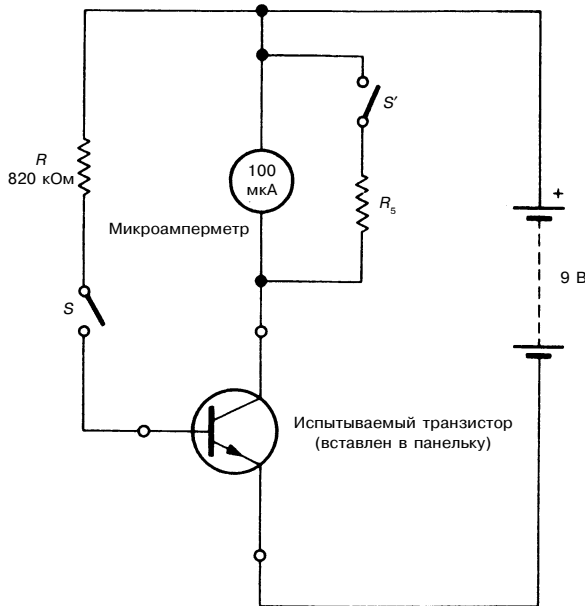 S′
R
820 кОм
100
мкА
R₅
Микроамперметр
+
9 В
S
Испытываемый транзистор
(вставлен в панельку)